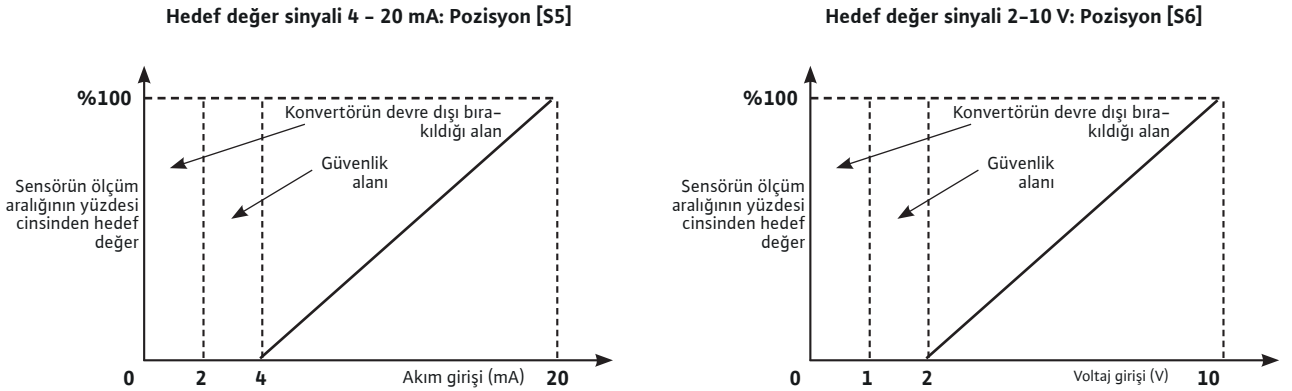 Hedef değer sinyali 4 – 20 mA: Pozisyon [S5]
%100
Konvertörün devre dışı bıra–
kıldığı alan
Güvenlik
alanı
Sensörün ölçüm
aralığının yüzdesi
cinsinden hedef
değer
0 2 4 Akım girişi (mA) 20
Hedef değer sinyali 2–10 V: Pozisyon [S6]
%100
Konvertörün devre dışı bıra–
kıldığı alan
Güvenlik
alanı
Sensörün ölçüm
aralığının yüzdesi
cinsinden hedef
değer
0 1 2 Voltaj girişi (V) 10